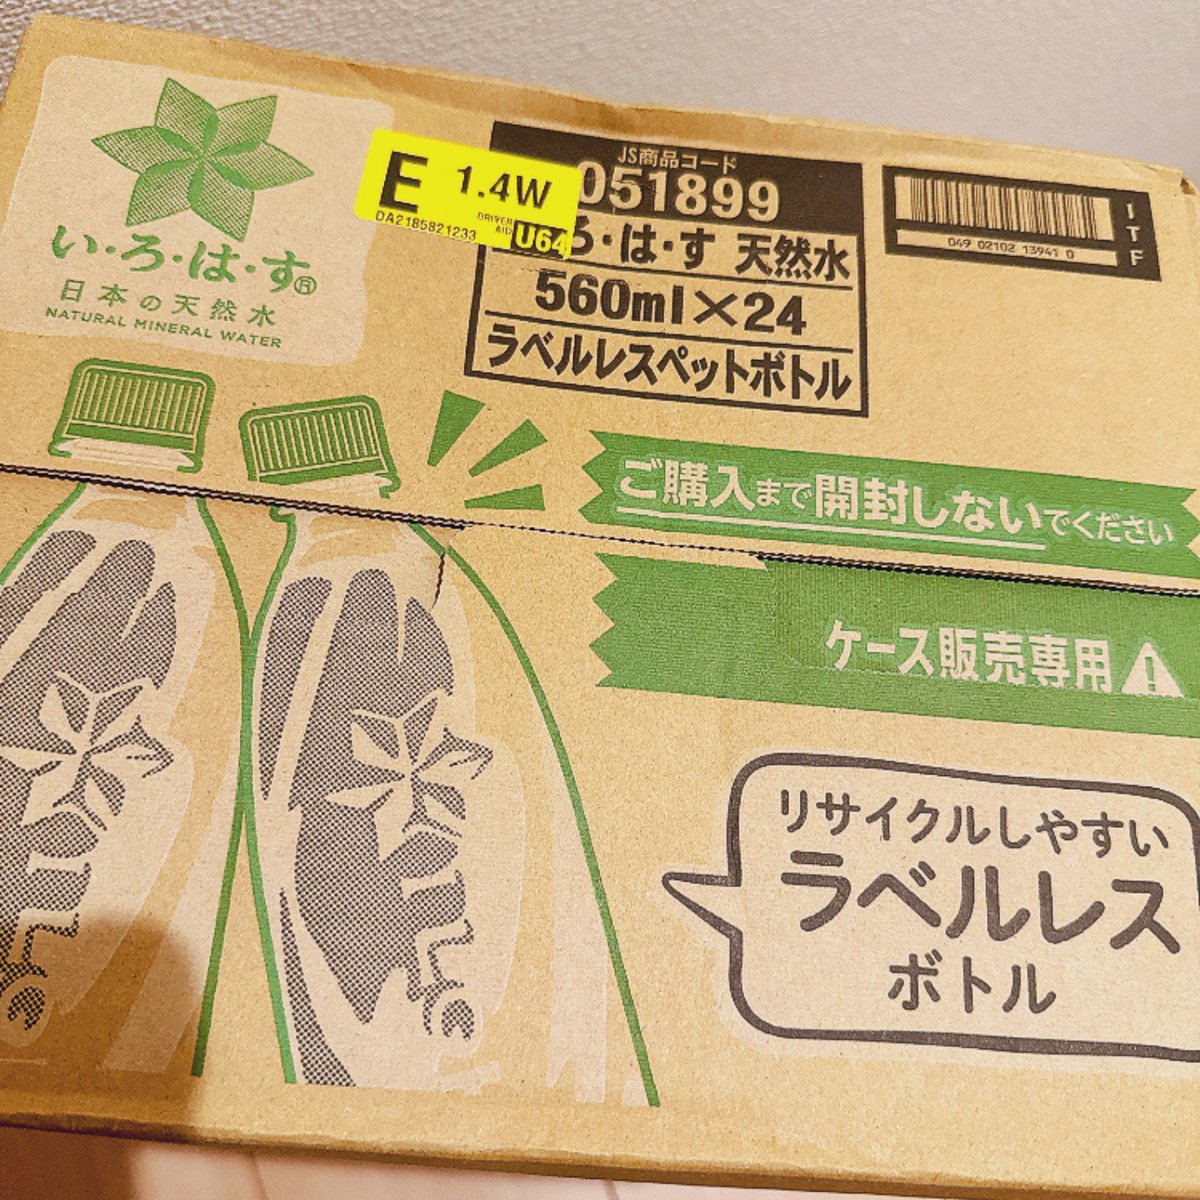 い・ろ・は・す®
日本の天然水
NATURAL MINERAL WATER
E 1.4W
DA2185821233
DRIVER
AID
U64
JS商品コード
051899
ろ・は・す 天然水
560ml×24
ラベルレスペットボトル
049 02102 13941 0
ITF
ご購入まで開封しないでください
ケース販売専用
リサイクルしやすい
ラベルレス
ボトル